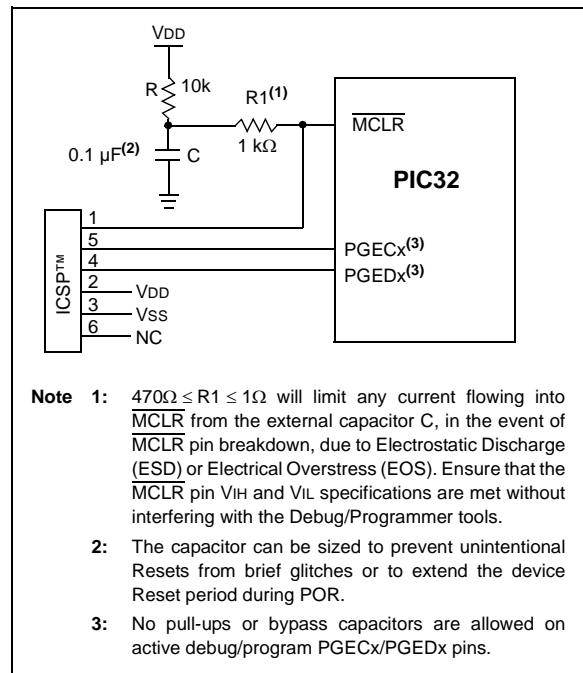 VDD
R 10k
R1(1)
MCLR
1 kΩ
0.1 µF(2) C
PIC32
ICSP™
1
5 PGECx(3)
4 PGEDx(3)
2 VDD
3 VSS
6 NC
Note 1: 470Ω ≤ R1 ≤ 1Ω will limit any current flowing into
MCLR from the external capacitor C, in the event of
MCLR pin breakdown, due to Electrostatic Discharge
(ESD) or Electrical Overstress (EOS). Ensure that the
MCLR pin VIH and VIL specifications are met without
interfering with the Debug/Programmer tools.
2: The capacitor can be sized to prevent unintentional
Resets from brief glitches or to extend the device
Reset period during POR.
3: No pull-ups or bypass capacitors are allowed on
active debug/program PGECx/PGEDx pins.